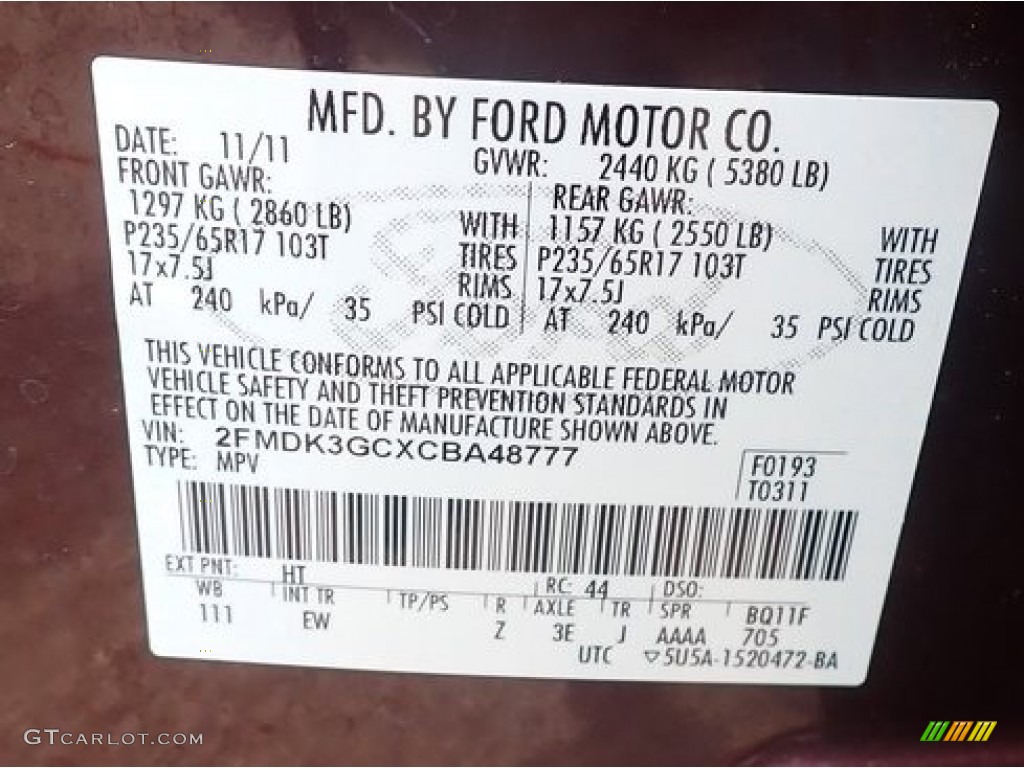 MFD. BY FORD MOTOR CO.
DATE: 11/11 GVWR: 2440 KG ( 5380 LB)
FRONT GAWR: REAR GAWR:
1297 KG ( 2860 LB) WITH 1157 KG ( 2550 LB) WITH
P235/65R17 103T TIRES P235/65R17 103T TIRES
17x7.5J RIMS 17x7.5J RIMS
AT 240 kPa/ 35 PSI COLD AT 240 kPa/ 35 PSI COLD
THIS VEHICLE CONFORMS TO ALL APPLICABLE FEDERAL MOTOR
VEHICLE SAFETY AND THEFT PREVENTION STANDARDS IN
EFFECT ON THE DATE OF MANUFACTURE SHOWN ABOVE.
VIN: 2FMDK3GCXCBA48777
TYPE: MPV
F0193
T0311
EXT PNT: HT RC: 44 DSO:
WB INT TR TP/PS R AXLE TR SPR BQ11F
111 EW Z 3E J AAAA 705
UTC ▽5U5A-1520472-BA
Ford
GTCARLOT.COM